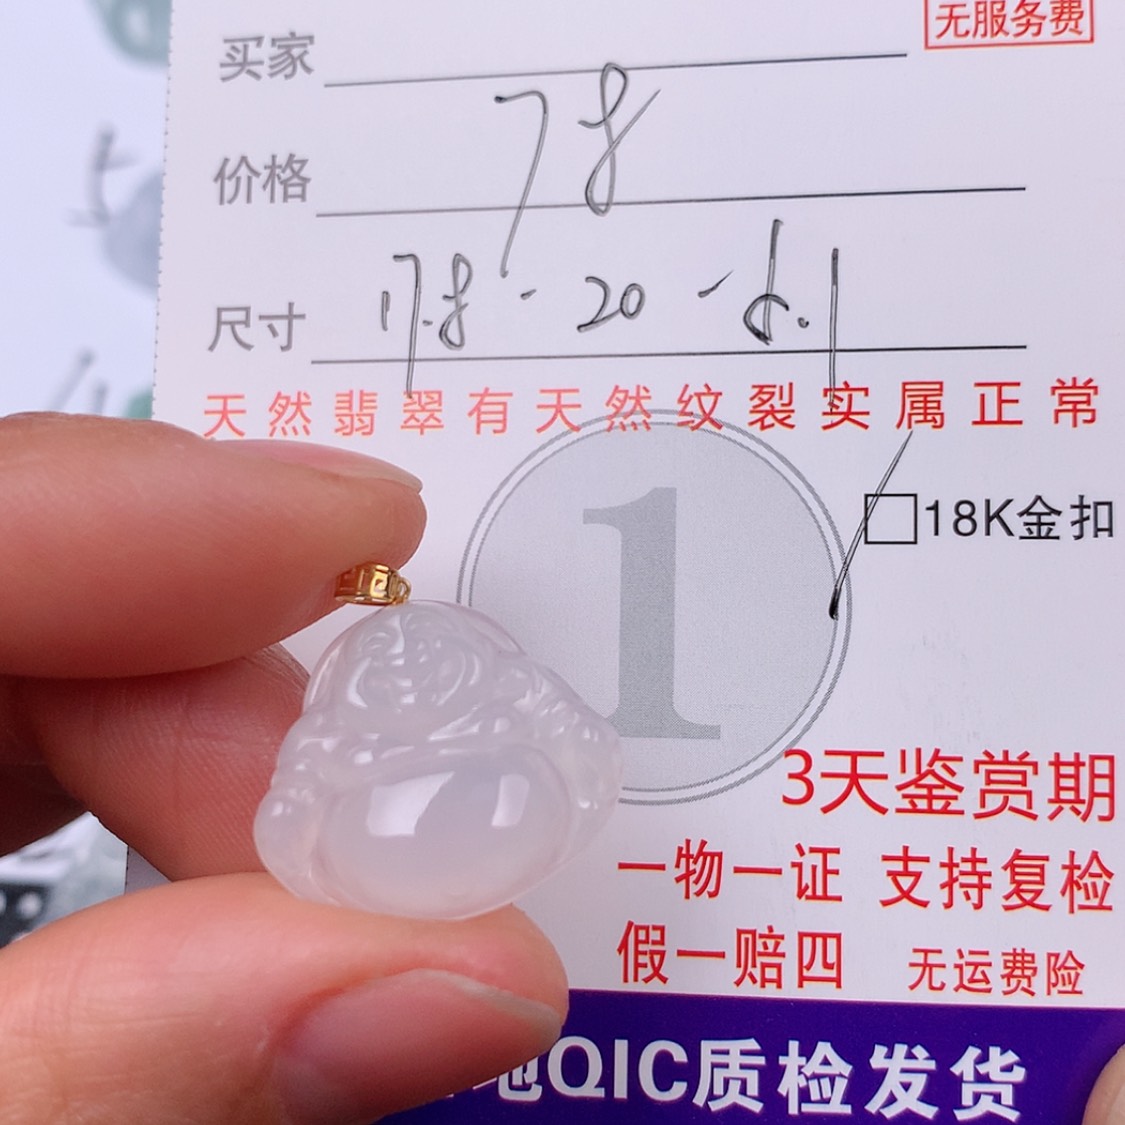 无服务费
买家
价格 78
尺寸 17.8 - 20 - 6.1
天然翡翠有天然纹裂实属正常
1
18K金扣
3天鉴赏期
一物一证 支持复检
假一赔四 无运费险
地QIC质检发货